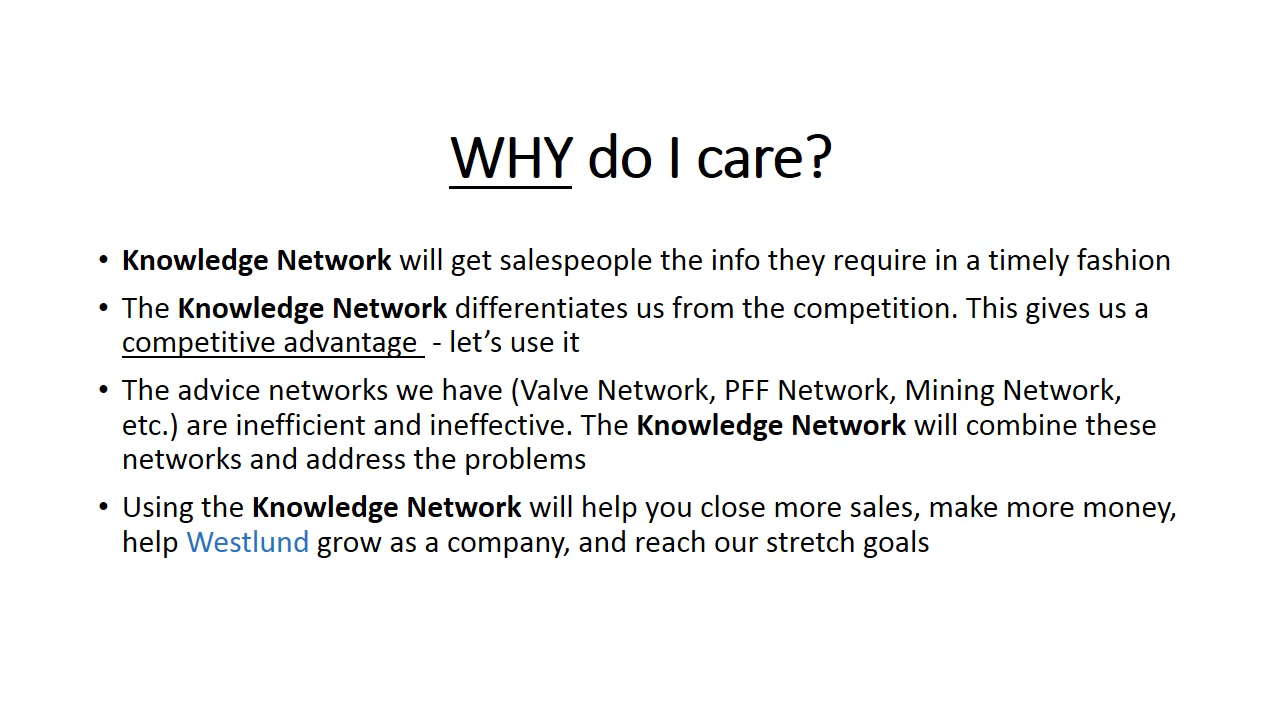 WHY do I care?
• Knowledge Network will get salespeople the info they require in a timely fashion
• The Knowledge Network differentiates us from the competition. This gives us a
competitive advantage - let’s use it
• The advice networks we have (Valve Network, PFF Network, Mining Network,
etc.) are inefficient and ineffective. The Knowledge Network will combine these
networks and address the problems
• Using the Knowledge Network will help you close more sales, make more money,
help Westlund grow as a company, and reach our stretch goals